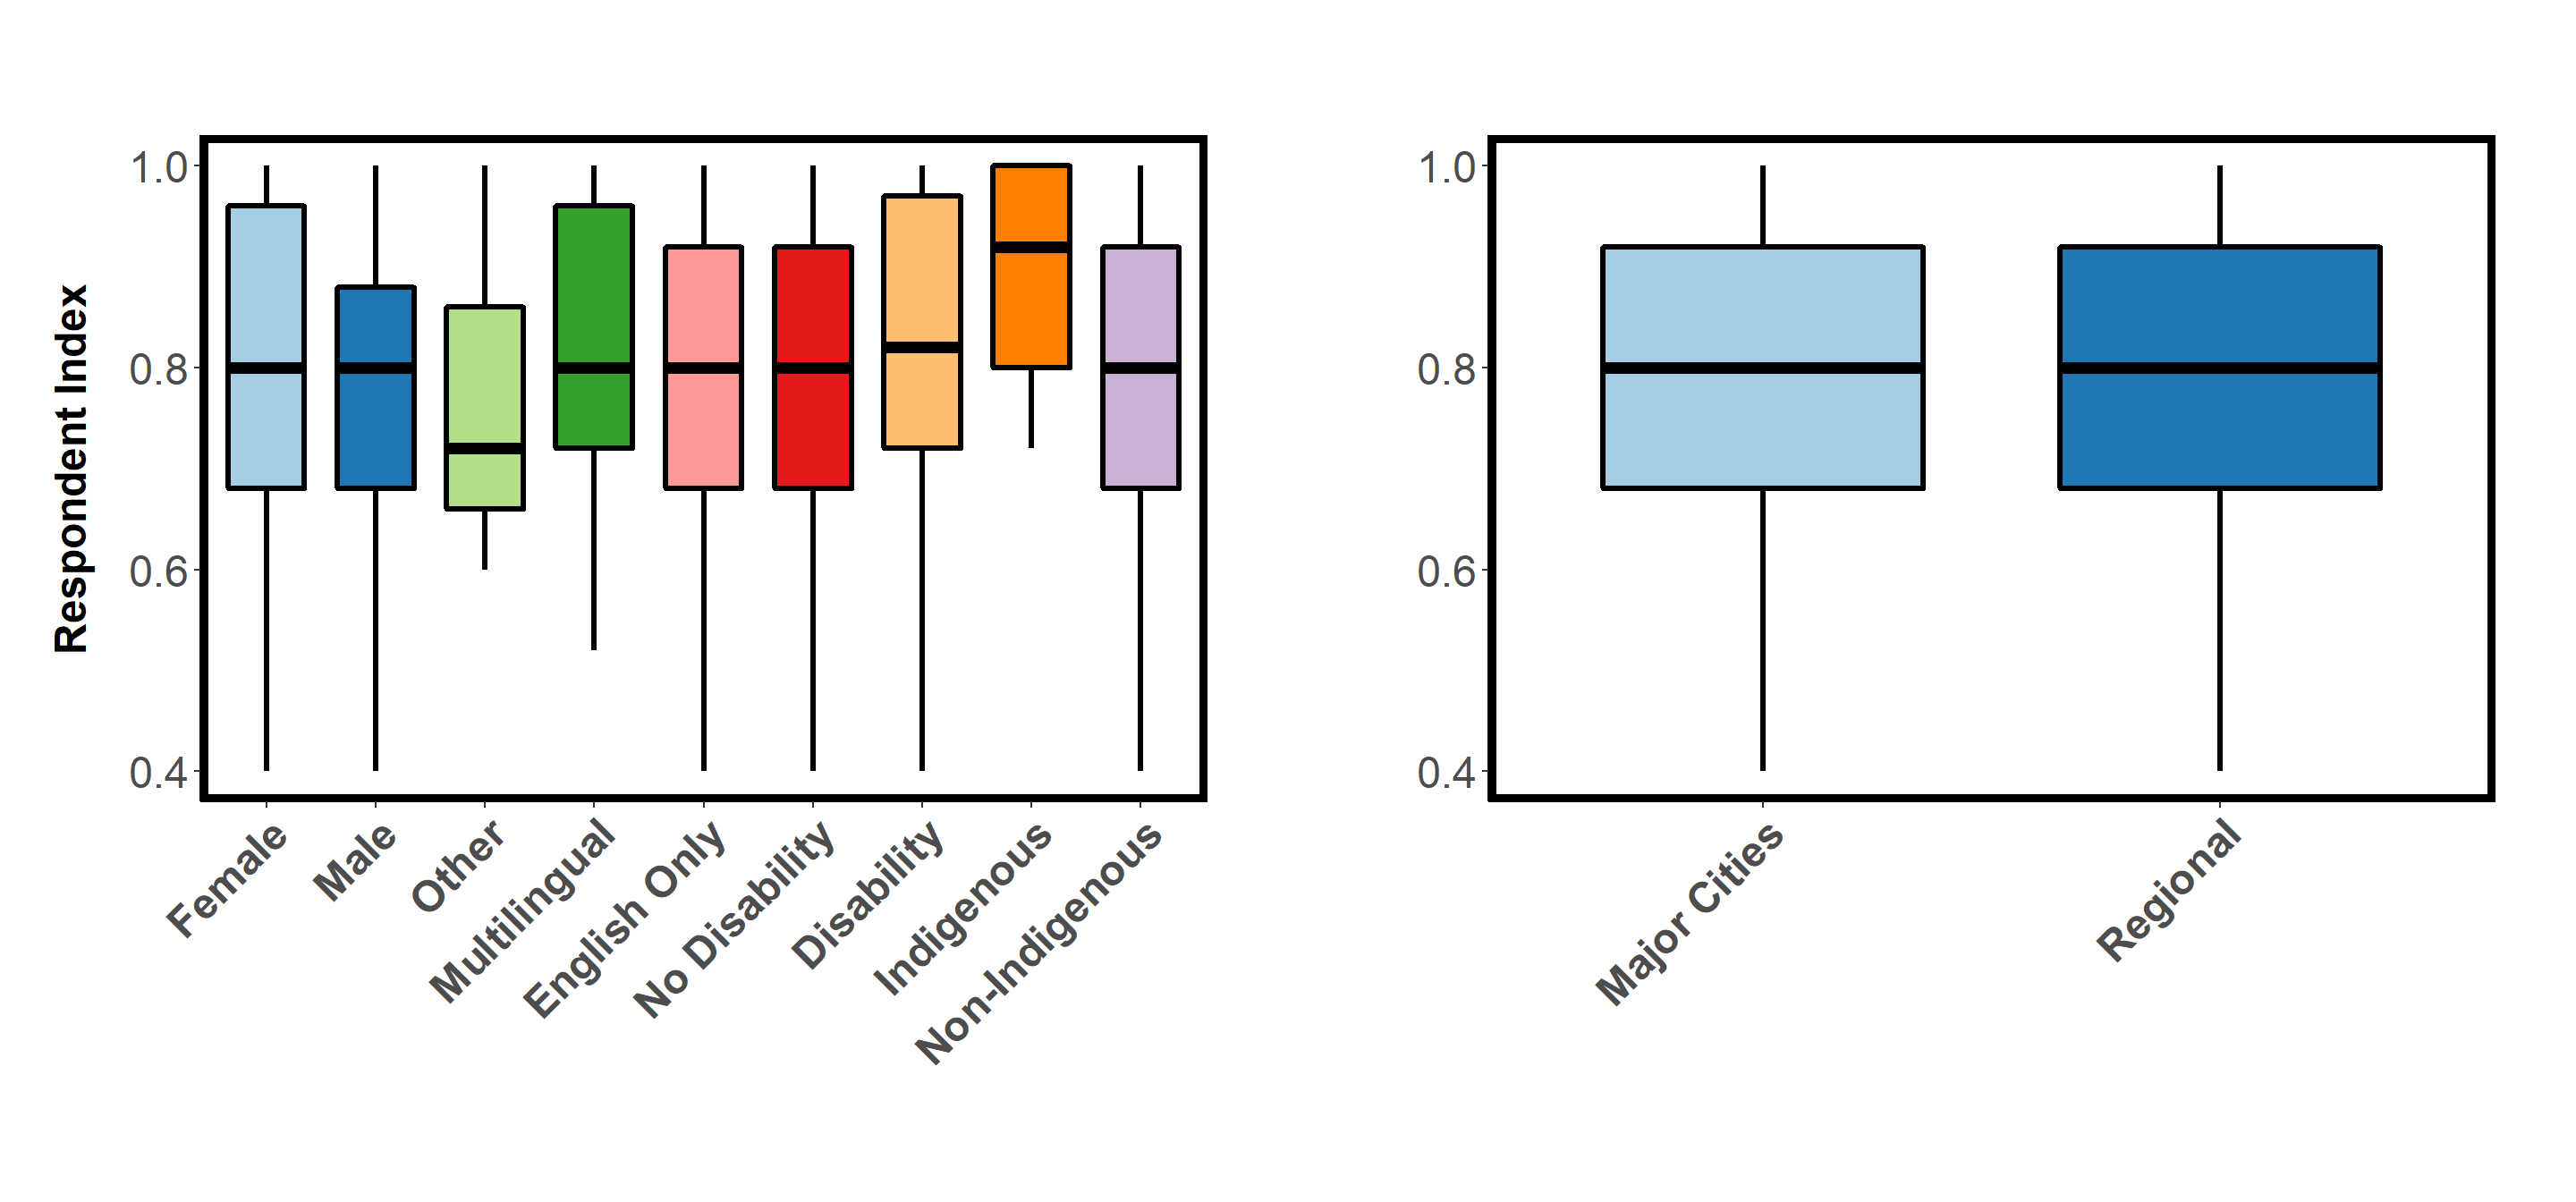 Respondent Index
1.0
0.8
0.6
0.4
Female
Male
Other
Multilingual
English Only
No Disability
Disability
Indigenous
Non-Indigenous
1.0
0.8
0.6
0.4
Major Cities
Regional